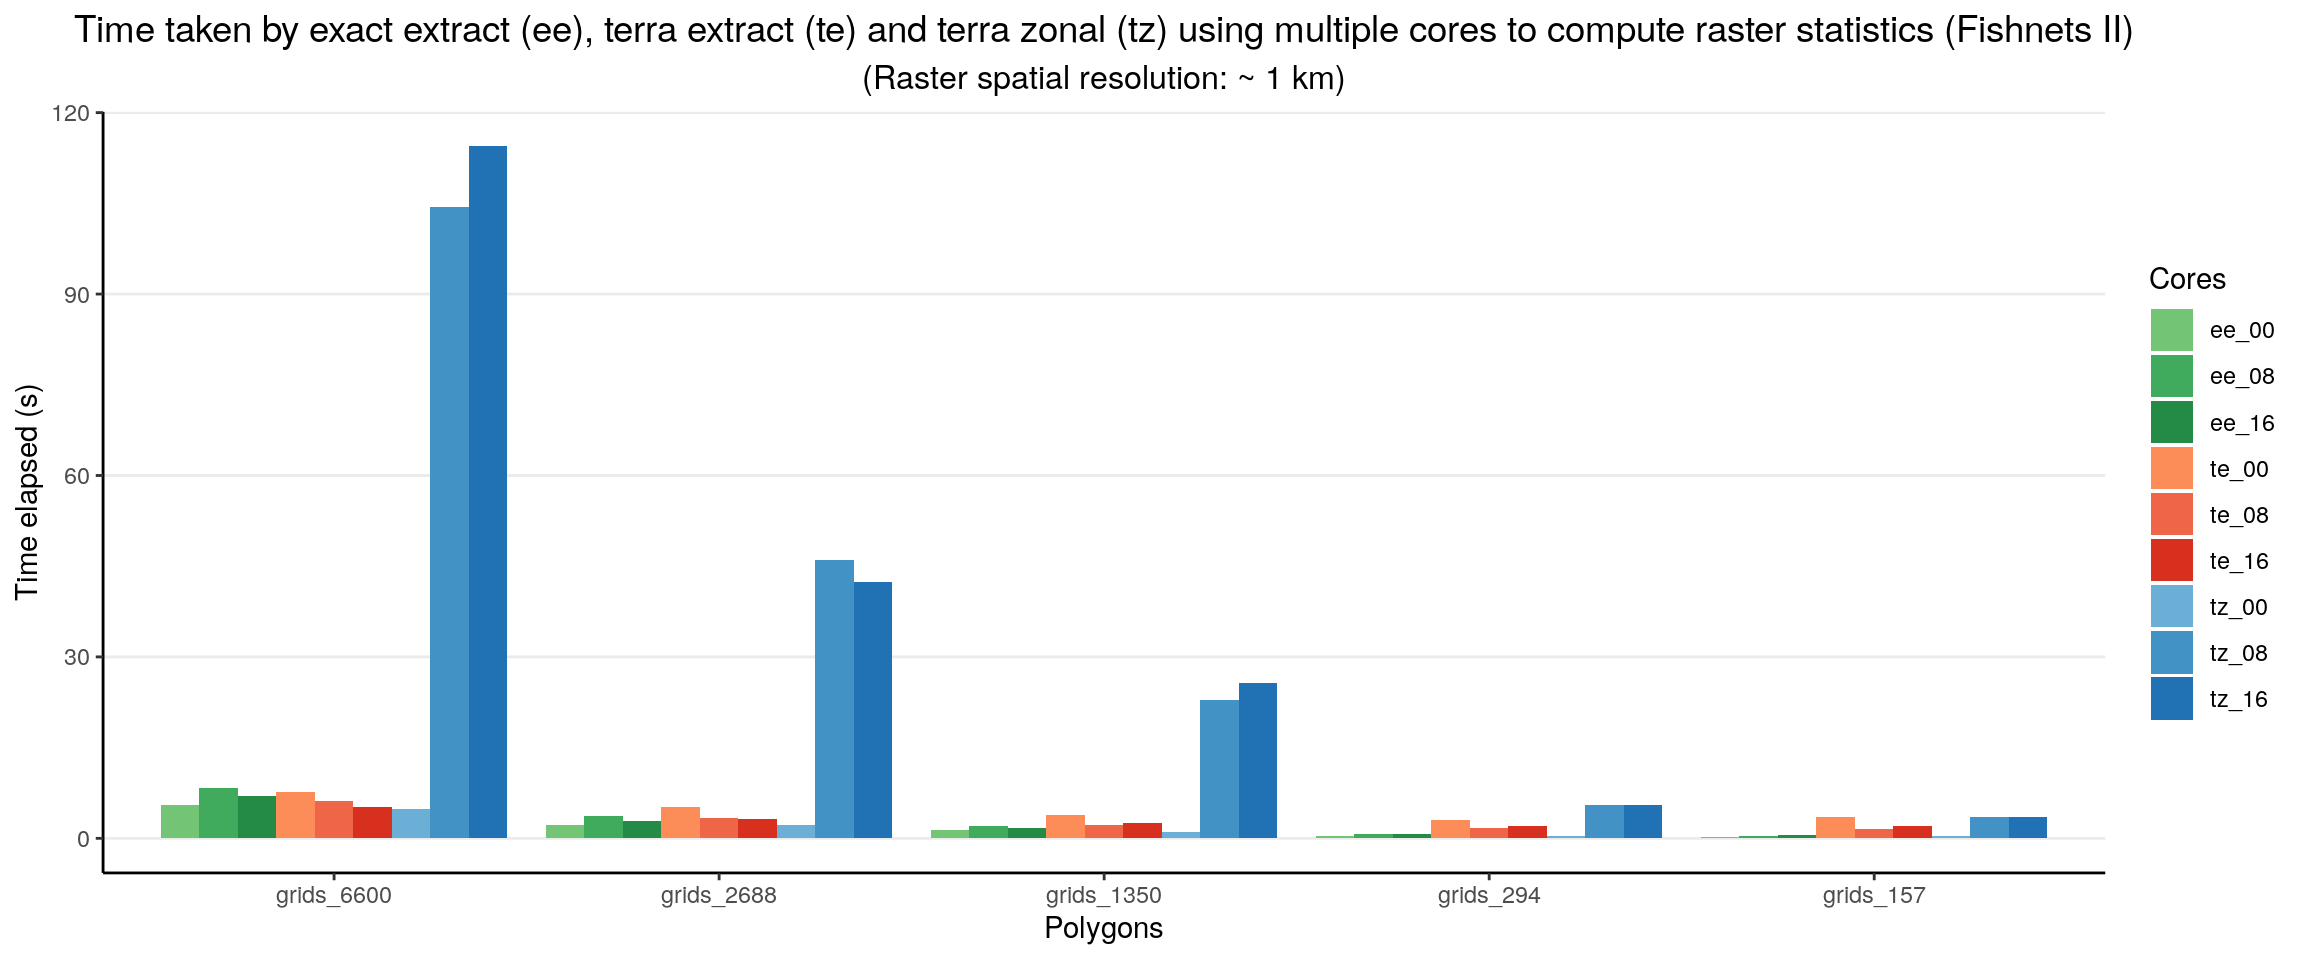 Time taken by exact extract (ee), terra extract (te) and terra zonal (tz) using multiple cores to compute raster statistics (Fishnets II)
(Raster spatial resolution: ~ 1 km)
120
90
60
30
0
Time elapsed (s)
grids_6600
grids_2688
grids_1350
grids_294
grids_157
Polygons
Cores
ee_00
ee_08
ee_16
te_00
te_08
te_16
tz_00
tz_08
tz_16